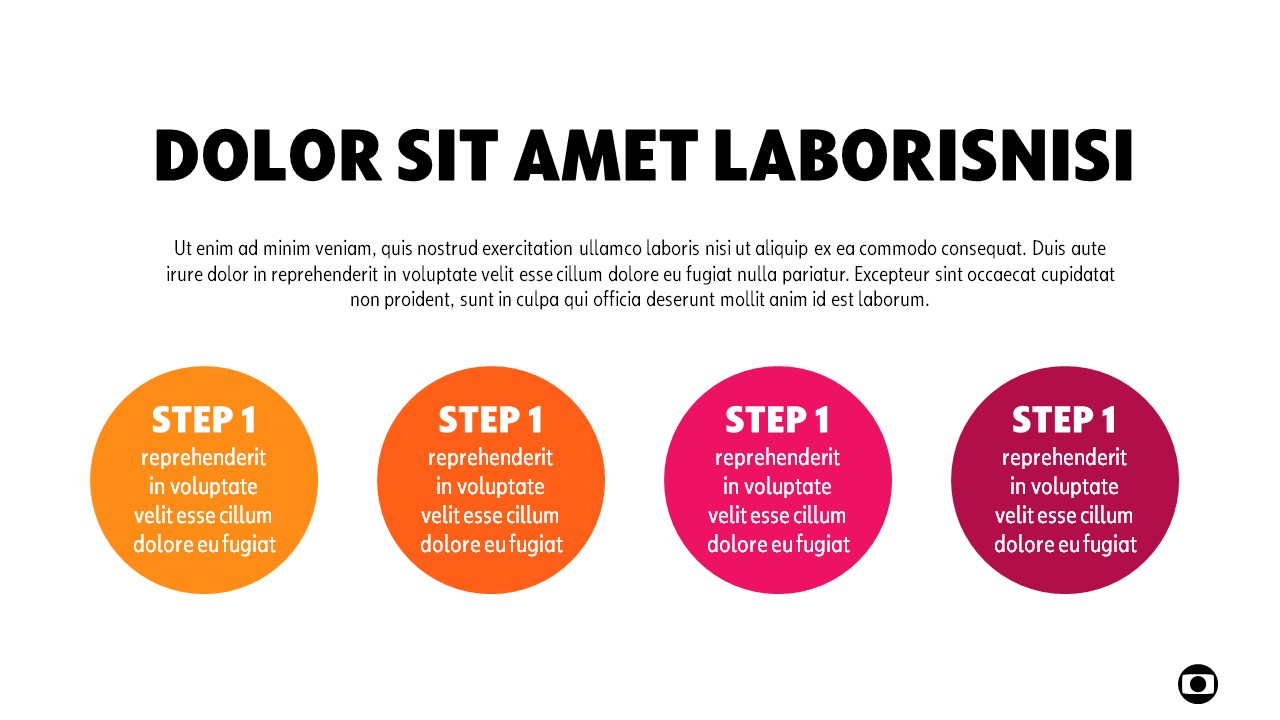 DOLOR SIT AMET LABORISNISI
Ut enim ad minim veniam, quis nostrud exercitation ullamco laboris nisi ut aliquip ex ea commodo consequat. Duis aute
irure dolor in reprehenderit in voluptate velit esse cillum dolore eu fugiat nulla pariatur. Excepteur sint occaecat cupidatat
non proident, sunt in culpa qui officia deserunt mollit anim id est laborum.
STEP 1
reprehenderit
in voluptate
velit esse cillum
dolore eu fugiat
STEP 1
reprehenderit
in voluptate
velit esse cillum
dolore eu fugiat
STEP 1
reprehenderit
in voluptate
velit esse cillum
dolore eu fugiat
STEP 1
reprehenderit
in voluptate
velit esse cillum
dolore eu fugiat